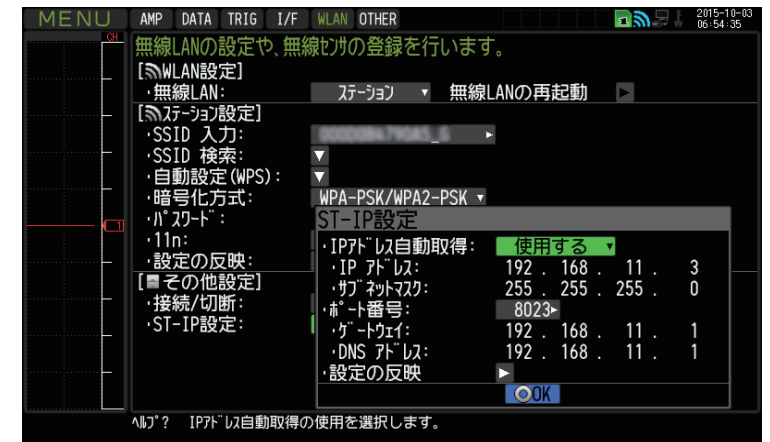 MENU AMP DATA TRIG I/F WLAN OTHER 2015-10-03
06:54:35
CH
無線LANの設定や、無線ｾﾝｻの登録を行います。
[WLAN設定]
･無線LAN: ｽﾃｰｼｮﾝ ▼ 無線LANの再起動 ▶
[ｽﾃｰｼｮﾝ設定]
･SSID 入力:
･SSID 検索: ▼
･自動設定(WPS): ▼
･暗号化方式: WPA-PSK/WPA2-PSK ▼
･ﾊﾟｽﾜｰﾄﾞ:
･11n:
･設定の反映:
[その他設定]
･接続/切断:
･ST-IP設定:
1
ST-IP設定
･IPｱﾄﾞﾚｽ自動取得: 使用する ▼
･IP ｱﾄﾞﾚｽ: 192 . 168 . 11 . 3
･ｻﾌﾞﾈｯﾄﾏｽｸ: 255 . 255 . 255 . 0
･ﾎﾟｰﾄ番号: 8023▶
･ｹﾞｰﾄｳｪｲ: 192 . 168 . 11 . 1
･DNS ｱﾄﾞﾚｽ: 192 . 168 . 11 . 1
･設定の反映 ▶
OK
ﾍﾙﾌﾟ? IPｱﾄﾞﾚｽ自動取得の使用を選択します。